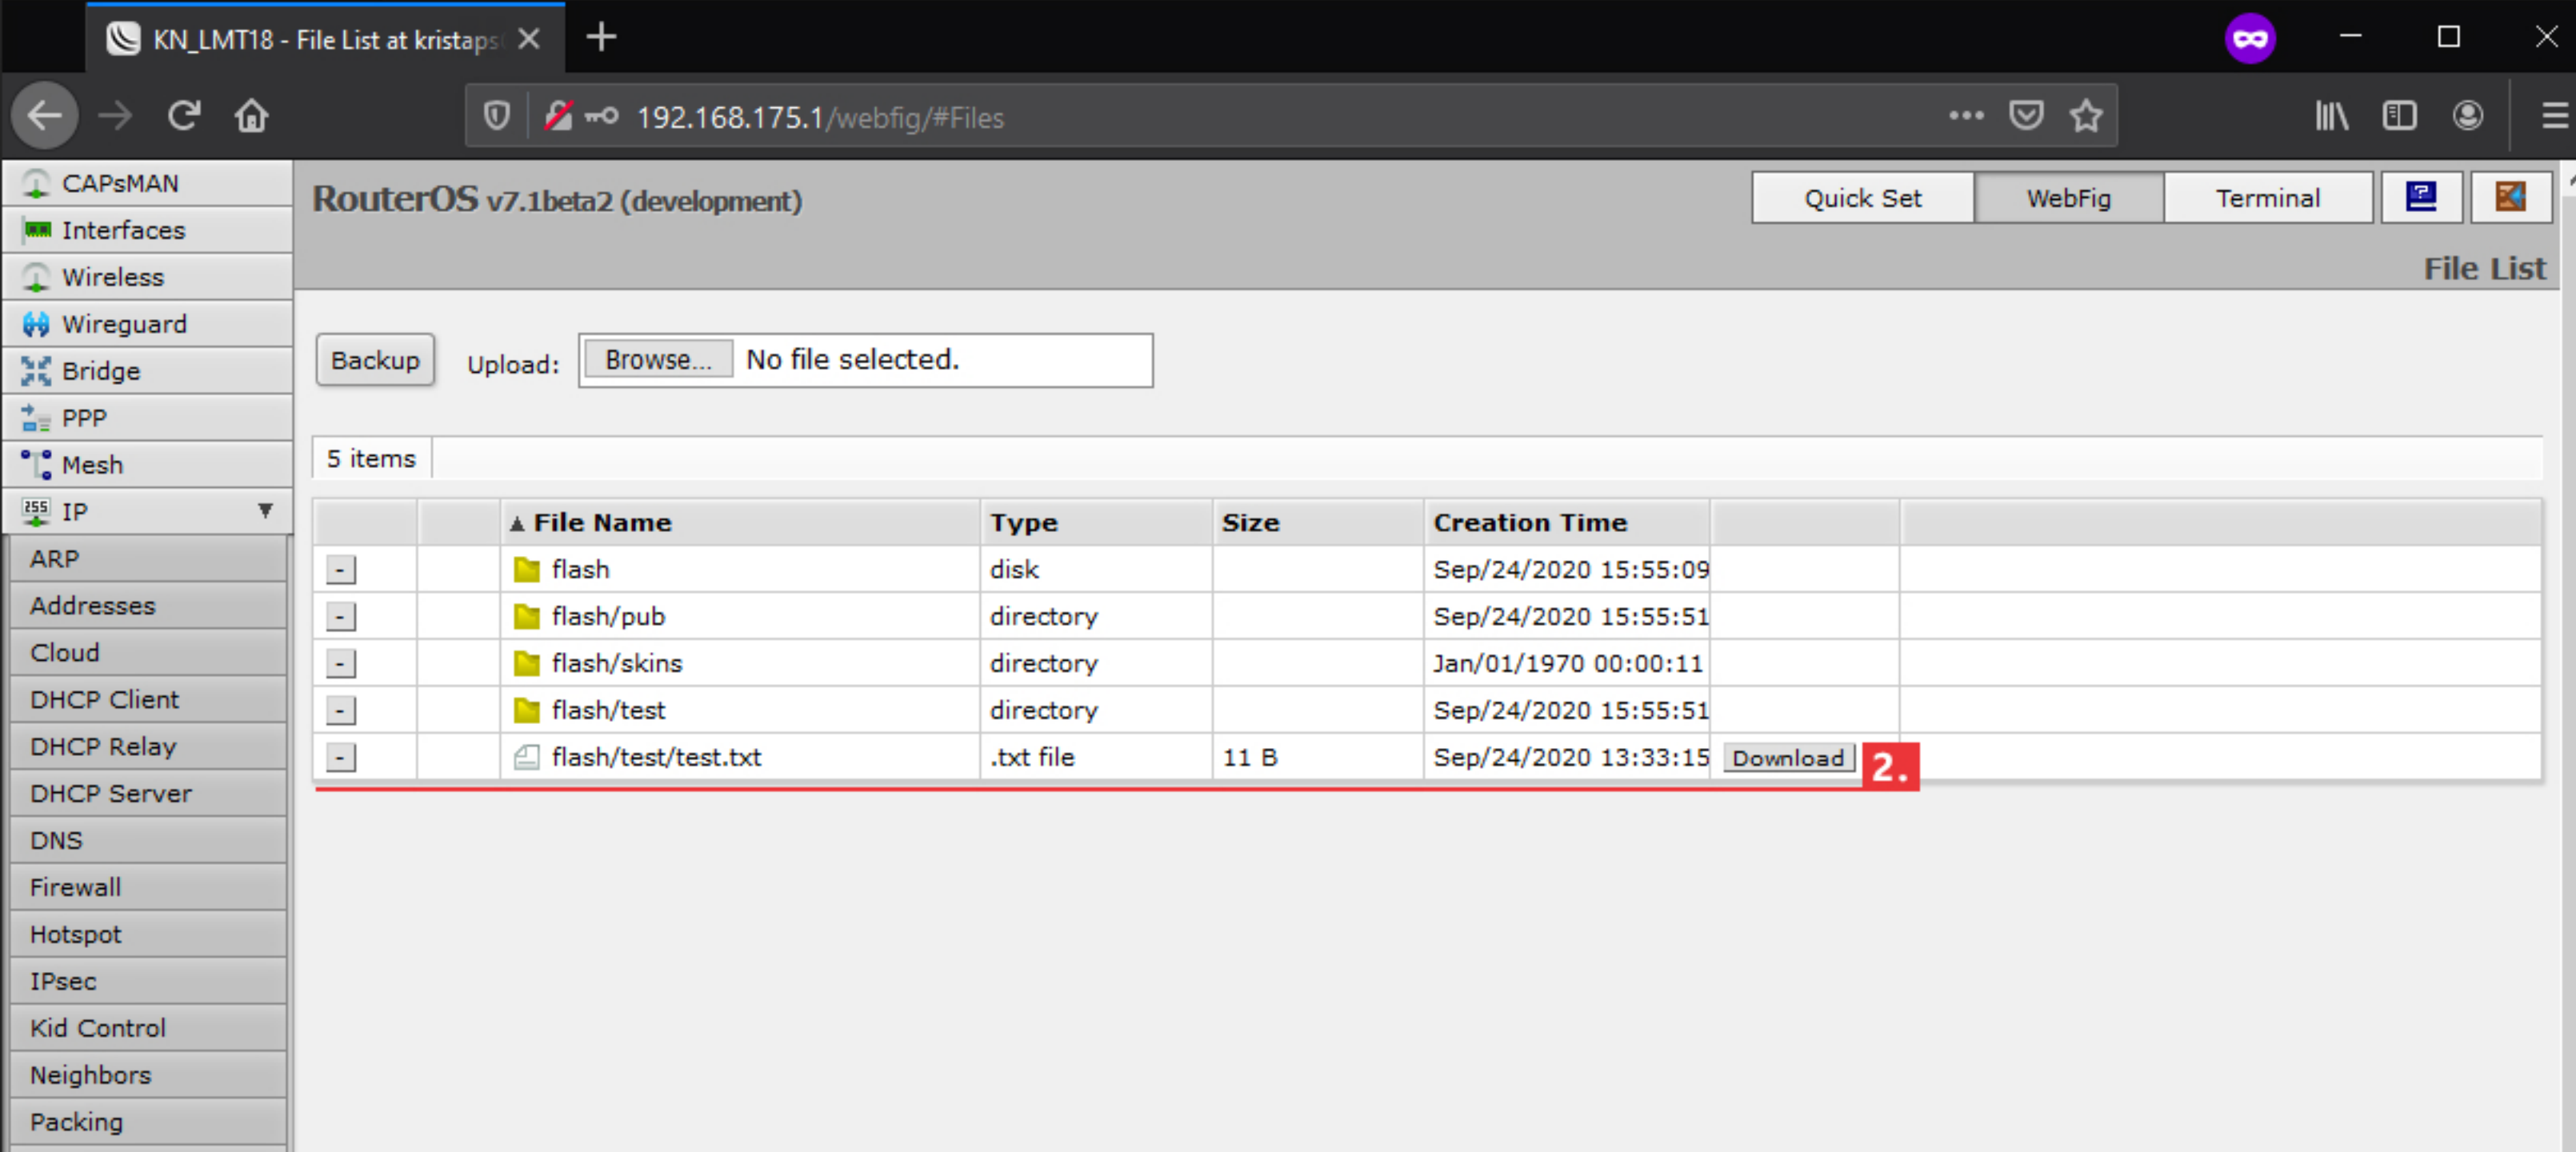 KN_LMT18 - File List at kristaps
192.168.175.1/webfig/#Files
CAPsMAN
Interfaces
Wireless
Wireguard
Bridge
PPP
Mesh
255 IP ▼
ARP
Addresses
Cloud
DHCP Client
DHCP Relay
DHCP Server
DNS
Firewall
Hotspot
IPsec
Kid Control
Neighbors
Packing
RouterOS v7.1beta2 (development)
Quick Set WebFig Terminal
File List
Backup Upload: Browse... No file selected.
5 items
▲ File Name Type Size Creation Time
- flash disk Sep/24/2020 15:55:09
- flash/pub directory Sep/24/2020 15:55:51
- flash/skins directory Jan/01/1970 00:00:11
- flash/test directory Sep/24/2020 15:55:51
- flash/test/test.txt .txt file 11 B Sep/24/2020 13:33:15 Download 2.